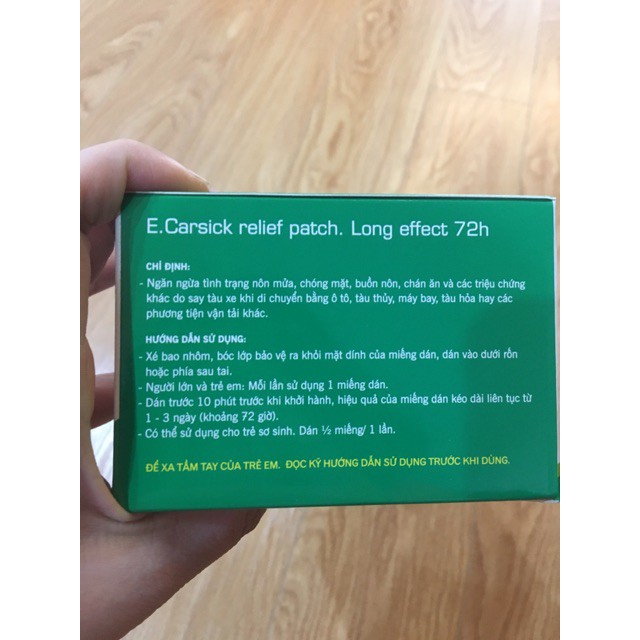 E.Carsick relief patch. Long effect 72h
CHỈ ĐỊNH:
- Ngăn ngừa tình trạng nôn mửa, chóng mặt, buồn nôn, chán ăn và các triệu chứng
khác do say tàu xe khi di chuyển bằng ô tô, tàu thủy, máy bay, tàu hỏa hay các
phương tiện vận tải khác.
HƯỚNG DẪN SỬ DỤNG:
- Xé bao nhôm, bóc lớp bảo vệ ra khỏi mặt dính của miếng dán, dán vào dưới rốn
hoặc phía sau tai.
- Người lớn và trẻ em: Mỗi lần sử dụng 1 miếng dán.
- Dán trước 10 phút trước khi khởi hành, hiệu quả của miếng dán kéo dài liên tục từ
1 - 3 ngày (khoảng 72 giờ).
- Có thể sử dụng cho trẻ sơ sinh. Dán ½ miếng/ 1 lần.
ĐỂ XA TẦM TAY CỦA TRẺ EM. ĐỌC KỸ HƯỚNG DẪN SỬ DỤNG TRƯỚC KHI DÙNG.